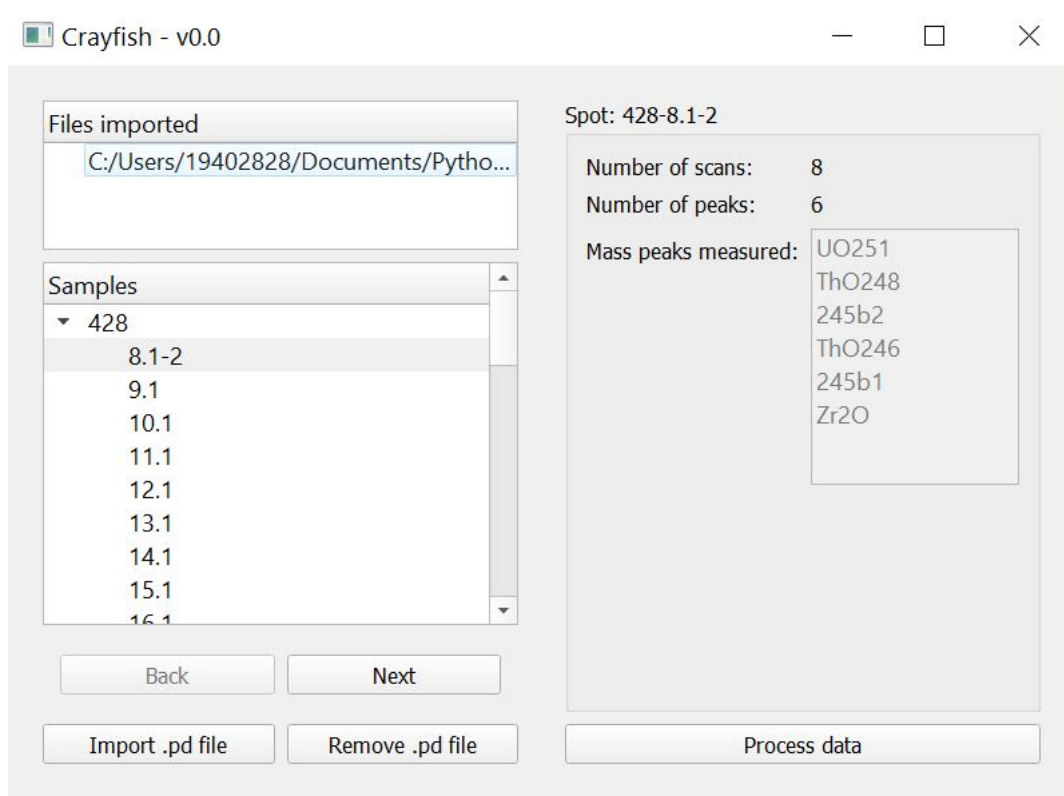 Crayfish - v0.0
Files imported
C:/Users/19402828/Documents/Pytho...
Samples
428
8.1-2
9.1
10.1
11.1
12.1
13.1
14.1
15.1
16.1
Back
Next
Import .pd file
Remove .pd file
Spot: 428-8.1-2
Number of scans: 8
Number of peaks: 6
Mass peaks measured:
UO251
ThO248
245b2
ThO246
245b1
Zr2O
Process data